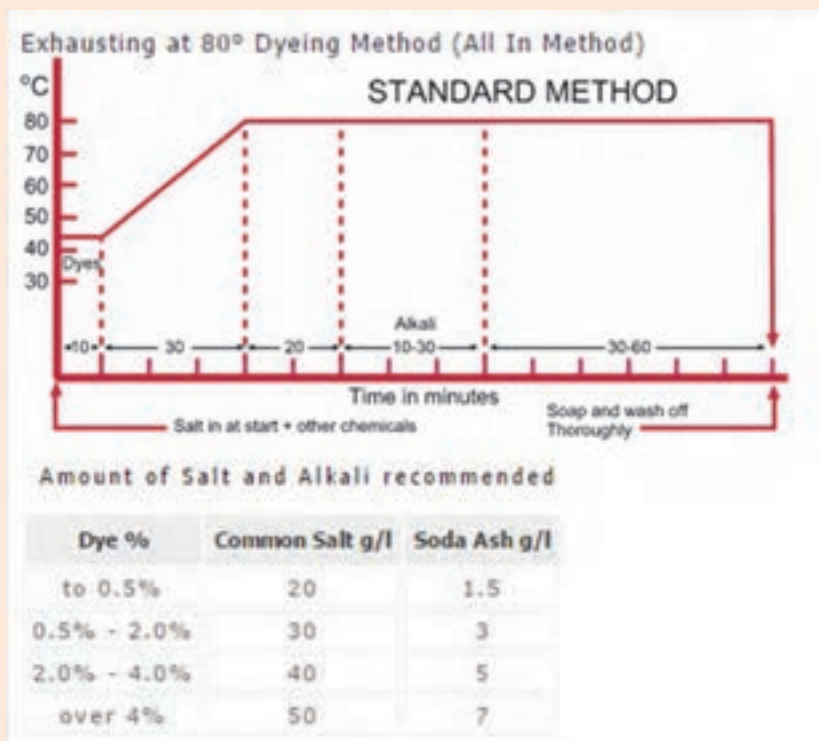 Exhausting at 80° Dyeing Method (All In Method)
°C
STANDARD METHOD
80
70
60
50
40
30
Dyes
Alkali
10
30
20
10-30
30-60
Time in minutes
Salt in at start + other chemicals
Soap and wash off
Thoroughly
Amount of Salt and Alkali recommended
Dye % Common Salt g/l Soda Ash g/l
to 0.5% 20 1.5
0.5% - 2.0% 30 3
2.0% - 4.0% 40 5
over 4% 50 7